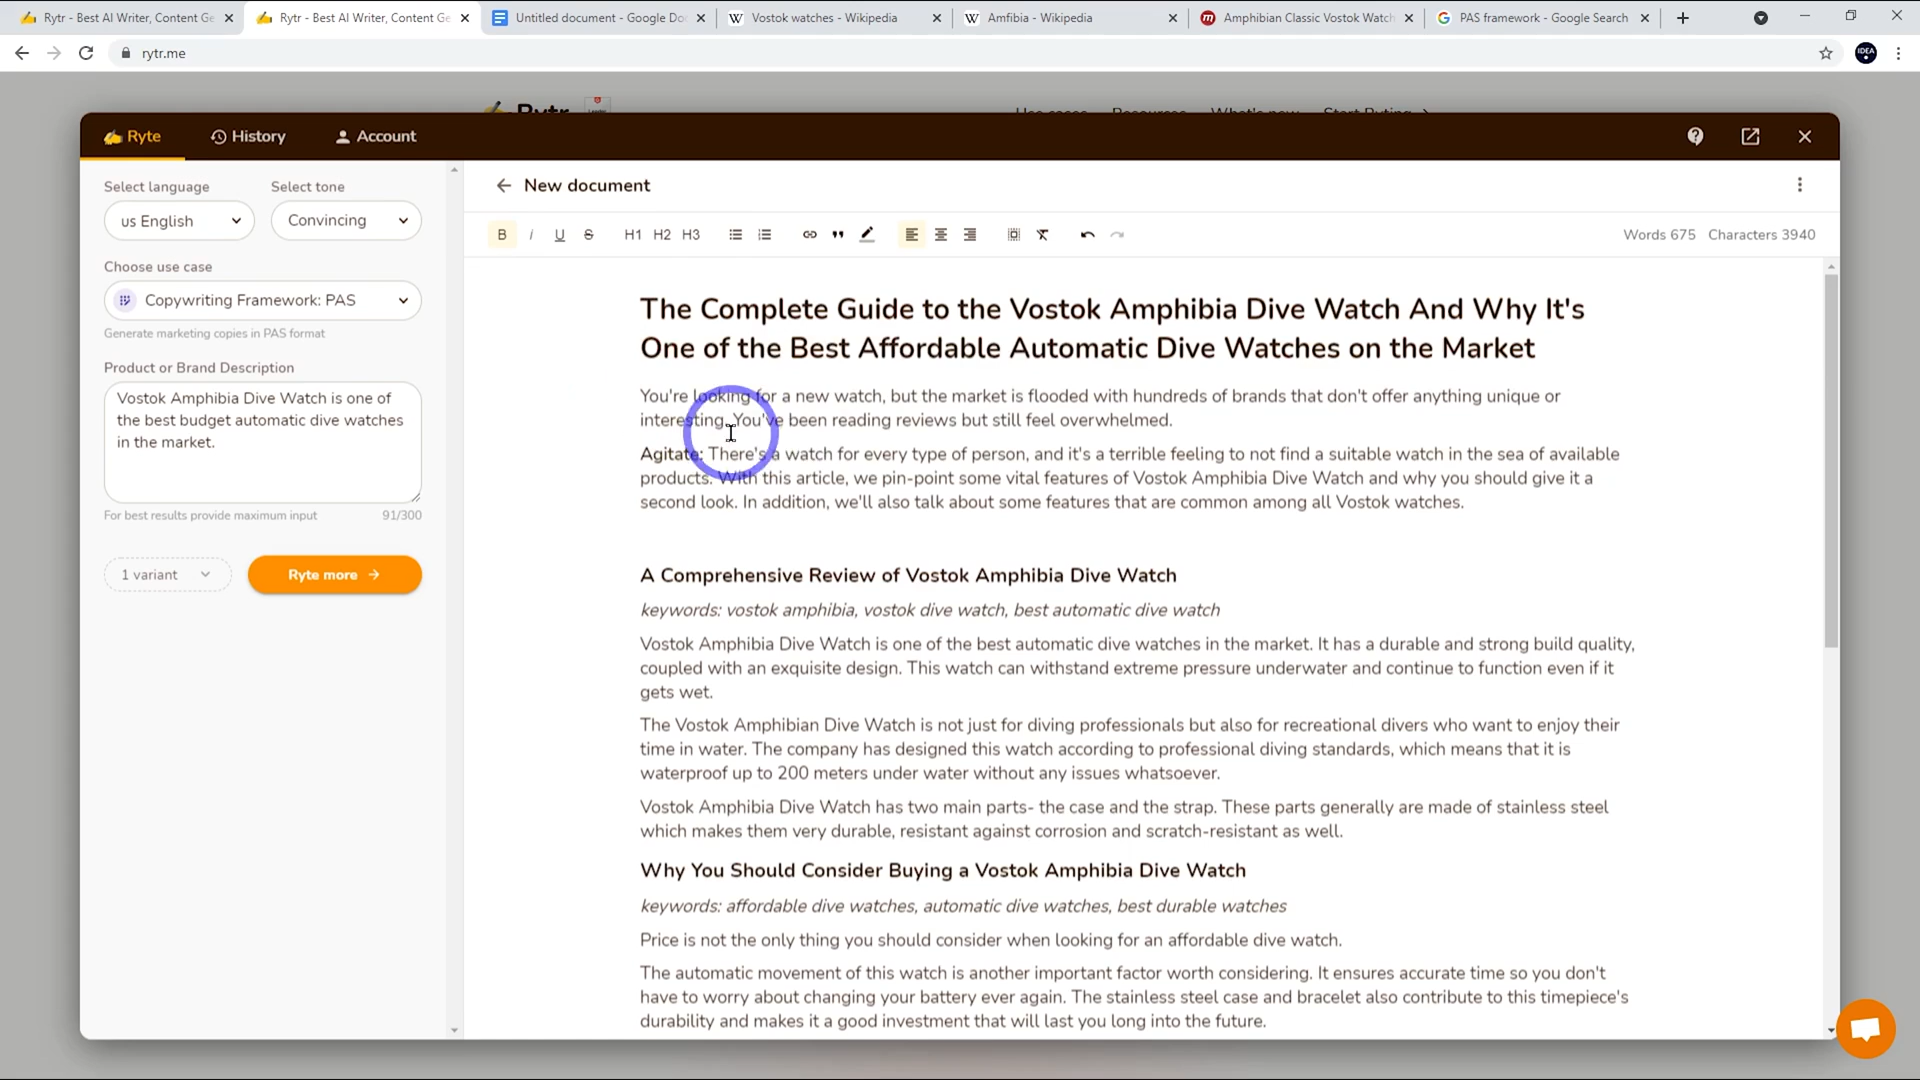 Rytr - Best AI Writer, Content Ge
Rytr - Best AI Writer, Content Ge
Untitled document - Google Do
Vostok watches - Wikipedia
Amfibia - Wikipedia
Amphibian Classic Vostok Watch
PAS framework - Google Search
rytr.me
IDEA
Rytr
Use cases
Resources
What's new
Start Ryting
Ryte
History
Account
Select language
Select tone
us English
Convincing
Choose use case
Copywriting Framework: PAS
Generate marketing copies in PAS format
Product or Brand Description
Vostok Amphibia Dive Watch is one of
the best budget automatic dive watches
in the market.
For best results provide maximum input
91/300
1 variant
Ryte more
New document
B i U S H1 H2 H3
Words 675 Characters 3940
The Complete Guide to the Vostok Amphibia Dive Watch And Why It's
One of the Best Affordable Automatic Dive Watches on the Market
You're looking for a new watch, but the market is flooded with hundreds of brands that don't offer anything unique or
interesting. You've been reading reviews but still feel overwhelmed.
Agitate: There's a watch for every type of person, and it's a terrible feeling to not find a suitable watch in the sea of available
products. With this article, we pin-point some vital features of Vostok Amphibia Dive Watch and why you should give it a
second look. In addition, we'll also talk about some features that are common among all Vostok watches.
A Comprehensive Review of Vostok Amphibia Dive Watch
keywords: vostok amphibia, vostok dive watch, best automatic dive watch
Vostok Amphibia Dive Watch is one of the best automatic dive watches in the market. It has a durable and strong build quality,
coupled with an exquisite design. This watch can withstand extreme pressure underwater and continue to function even if it
gets wet.
The Vostok Amphibian Dive Watch is not just for diving professionals but also for recreational divers who want to enjoy their
time in water. The company has designed this watch according to professional diving standards, which means that it is
waterproof up to 200 meters under water without any issues whatsoever.
Vostok Amphibia Dive Watch has two main parts- the case and the strap. These parts generally are made of stainless steel
which makes them very durable, resistant against corrosion and scratch-resistant as well.
Why You Should Consider Buying a Vostok Amphibia Dive Watch
keywords: affordable dive watches, automatic dive watches, best durable watches
Price is not the only thing you should consider when looking for an affordable dive watch.
The automatic movement of this watch is another important factor worth considering. It ensures accurate time so you don't
have to worry about changing your battery ever again. The stainless steel case and bracelet also contribute to this timepiece's
durability and makes it a good investment that will last you long into the future.